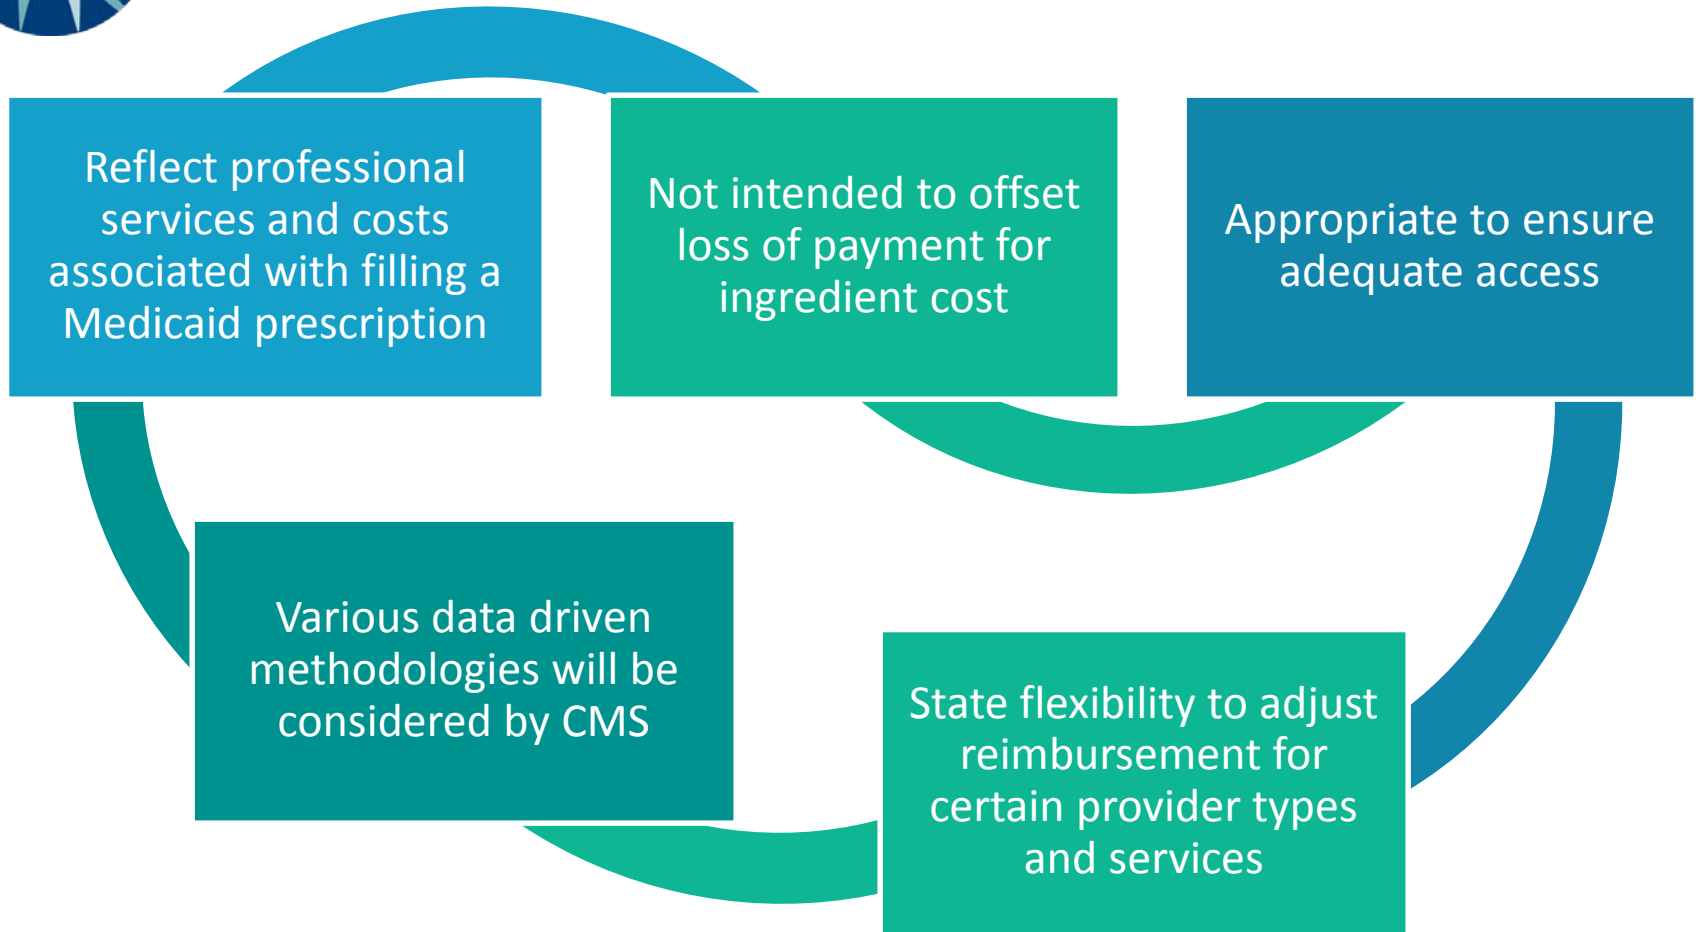 Reflect professional
services and costs
associated with filling a
Medicaid prescription
Not intended to offset
loss of payment for
ingredient cost
Appropriate to ensure
adequate access
Various data driven
methodologies will be
considered by CMS
State flexibility to adjust
reimbursement for
certain provider types
and services